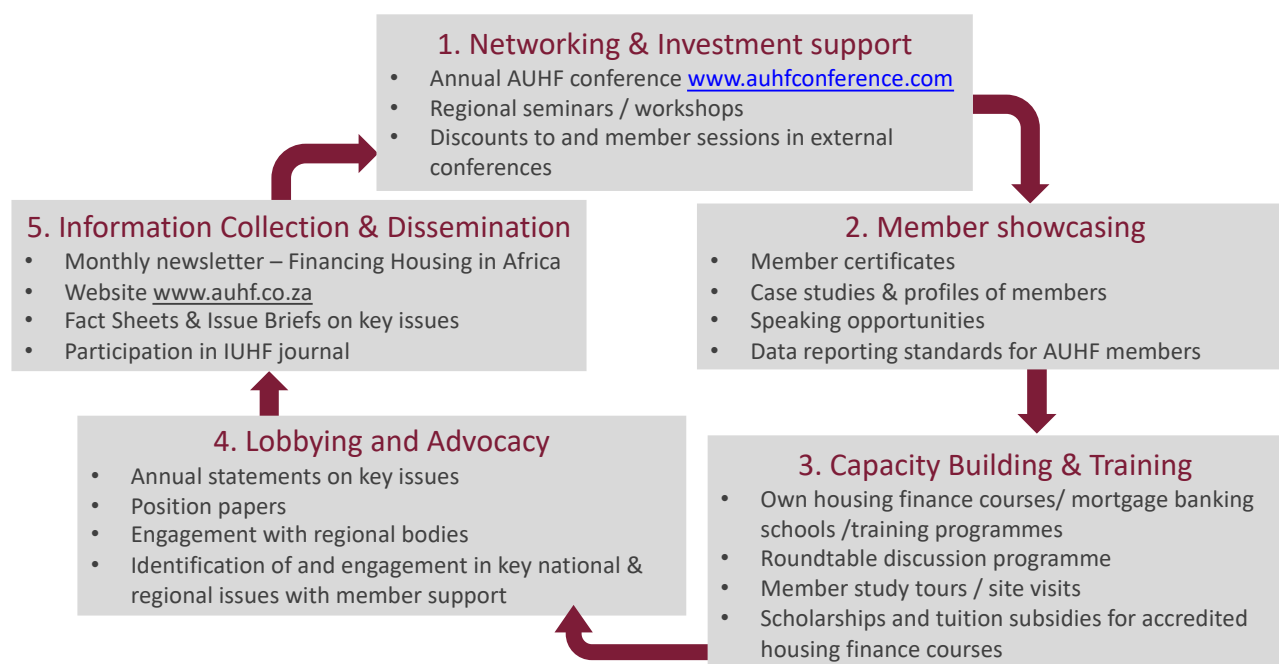 1. Networking & Investment support
• Annual AUHF conference www.auhfconference.com
• Regional seminars / workshops
• Discounts to and member sessions in external
conferences
2. Member showcasing
• Member certificates
• Case studies & profiles of members
• Speaking opportunities
• Data reporting standards for AUHF members
3. Capacity Building & Training
• Own housing finance courses/ mortgage banking
schools /training programmes
• Roundtable discussion programme
• Member study tours / site visits
• Scholarships and tuition subsidies for accredited
housing finance courses
4. Lobbying and Advocacy
• Annual statements on key issues
• Position papers
• Engagement with regional bodies
• Identification of and engagement in key national &
regional issues with member support
5. Information Collection & Dissemination
• Monthly newsletter – Financing Housing in Africa
• Website www.auhf.co.za
• Fact Sheets & Issue Briefs on key issues
• Participation in IUHF journal